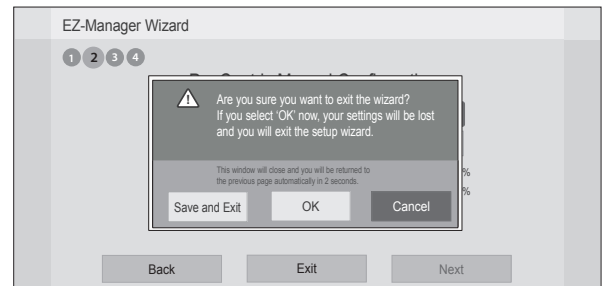 EZ-Manager Wizard
1 2 3 4
Are you sure you want to exit the wizard?
If you select ‘OK’ now, your settings will be lost
and you will exit the setup wizard.
This window will close and you will be returned to
the previous page automatically in 2 seconds.
%
%
Save and Exit OK Cancel
Back Exit Next